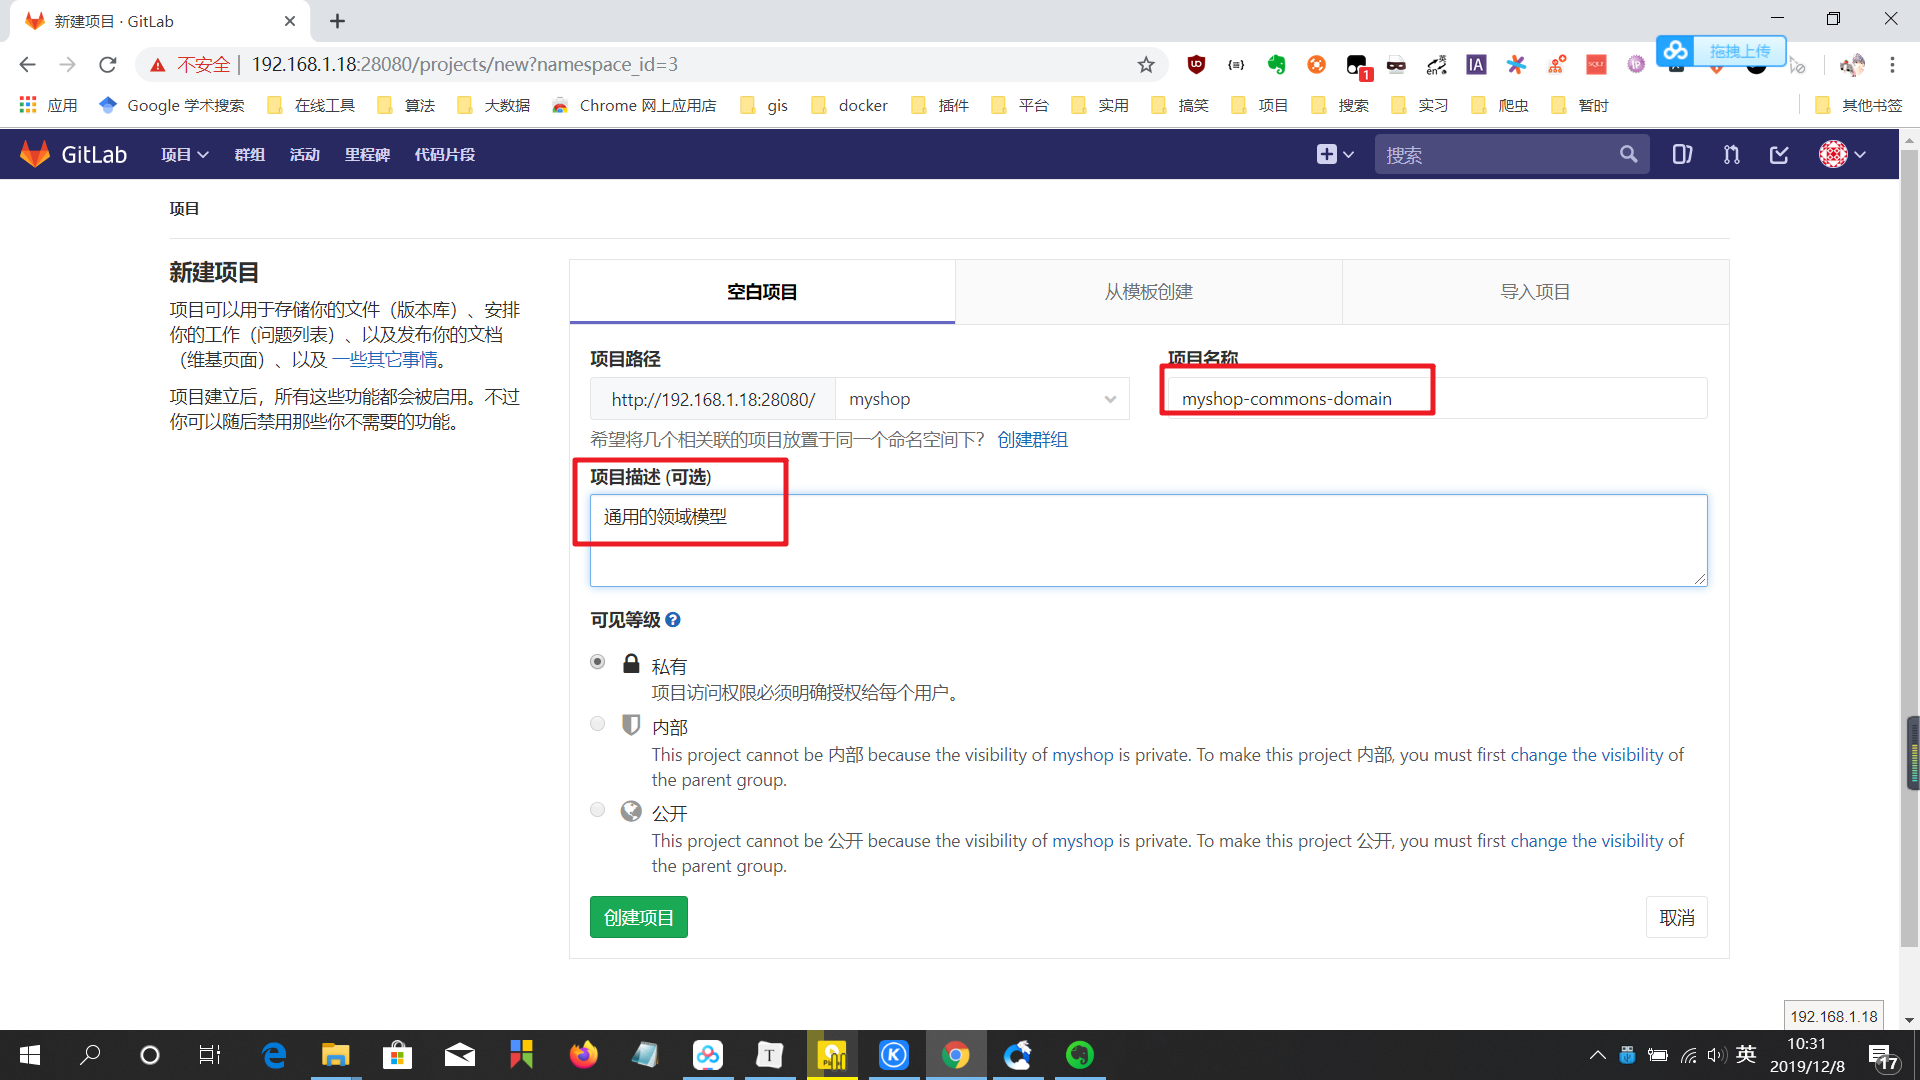 新建项目 · GitLab
拖拽上传
不安全 | 192.168.1.18:28080/projects/new?namespace_id=3
应用 Google 学术搜索 在线工具 算法 大数据 Chrome 网上应用店 gis docker 插件 平台 实用 搞笑 项目 搜索 实习 爬虫 暂时 其他书签
GitLab 项目 群组 活动 里程碑 代码片段 搜索
项目
新建项目
项目可以用于存储你的文件（版本库）、安排
你的工作（问题列表）、以及发布你的文档
（维基页面）、以及 一些其它事情。
项目建立后，所有这些功能都会被启用。不过
你可以随后禁用那些你不需要的功能。
空白项目 从模板创建 导入项目
项目路径 项目名称
http://192.168.1.18:28080/ myshop myshop-commons-domain
希望将几个相关联的项目放置于同一个命名空间下？ 创建群组
项目描述 (可选)
通用的领域模型
可见等级
私有
项目访问权限必须明确授权给每个用户。
内部
This project cannot be 内部 because the visibility of myshop is private. To make this project 内部, you must first change the visibility of
the parent group.
公开
This project cannot be 公开 because the visibility of myshop is private. To make this project 公开, you must first change the visibility of
the parent group.
创建项目 取消
192.168.1.18
英
10:31
2019/12/8
17